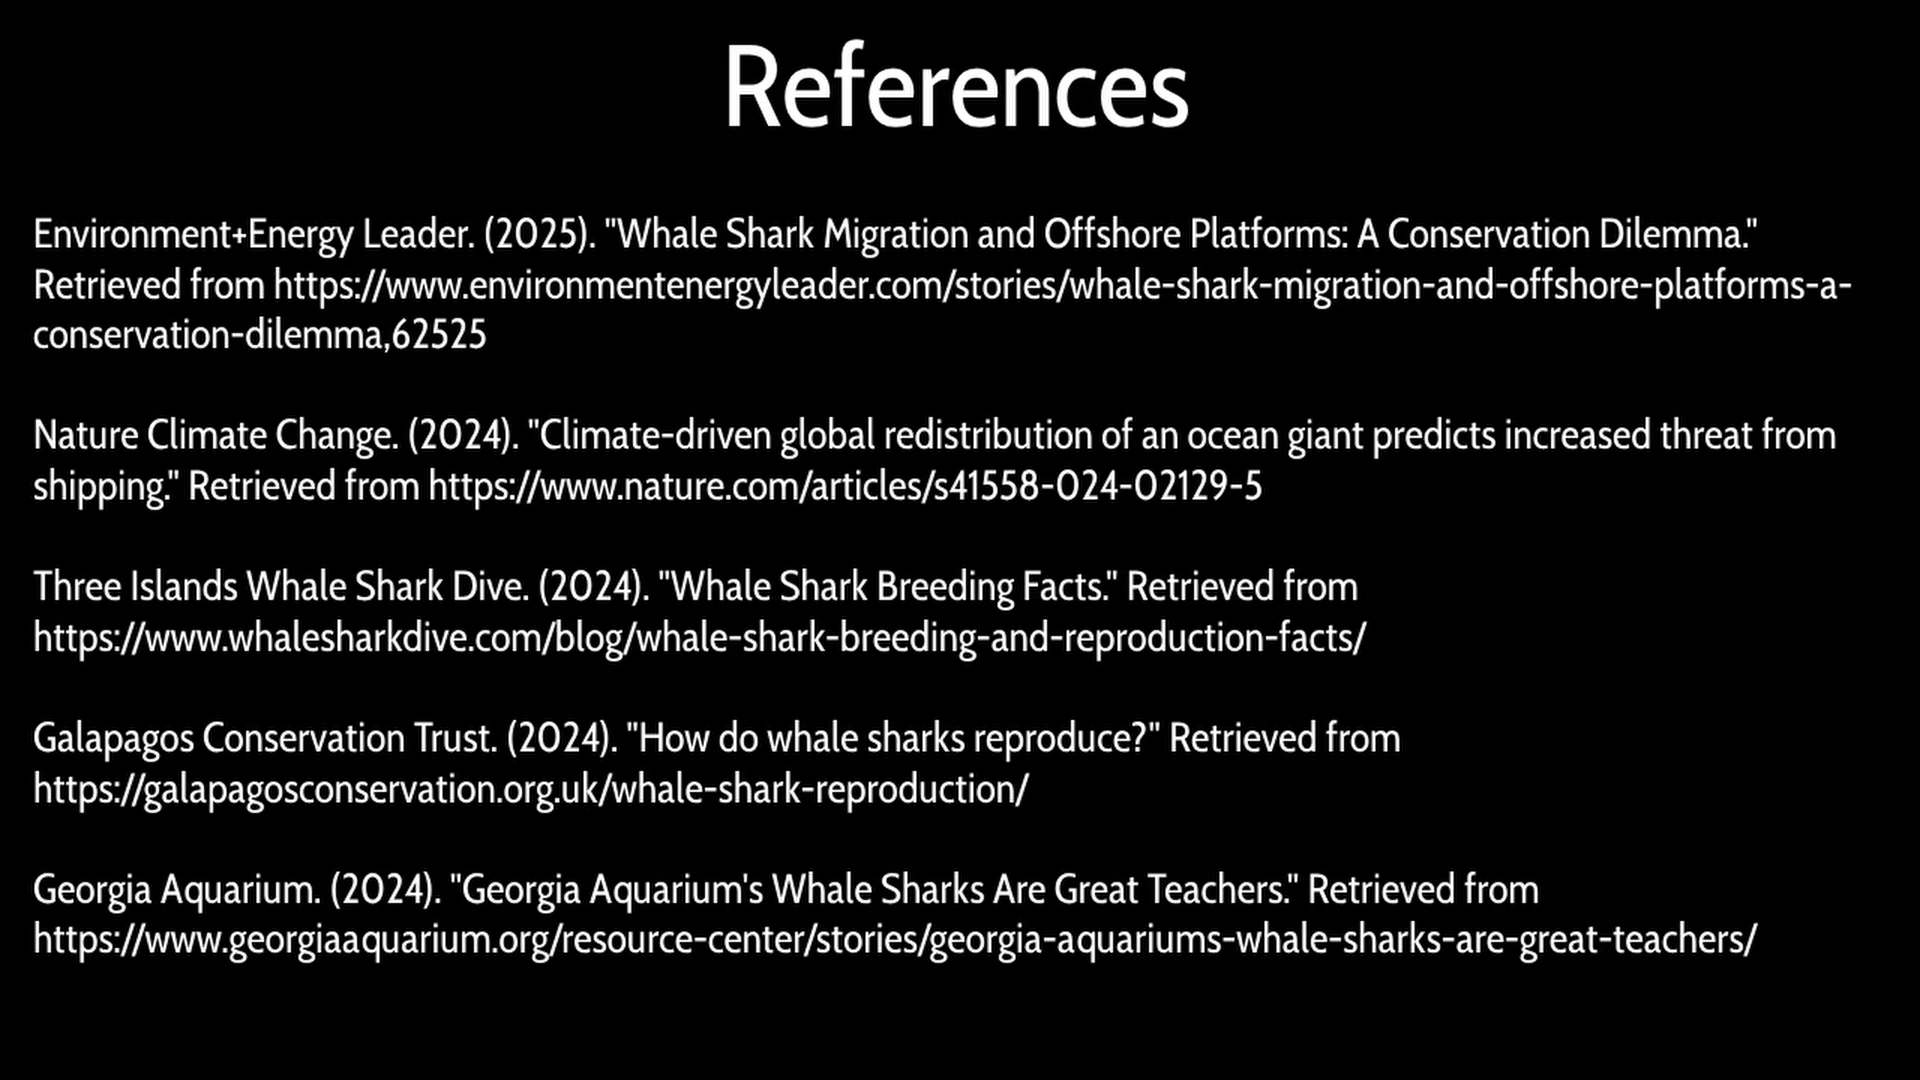 References
Environment+Energy Leader. (2025). "Whale Shark Migration and Offshore Platforms: A Conservation Dilemma."
Retrieved from https://www.environmentenergyleader.com/stories/whale-shark-migration-and-offshore-platforms-a-
conservation-dilemma,62525
Nature Climate Change. (2024). "Climate-driven global redistribution of an ocean giant predicts increased threat from
shipping." Retrieved from https://www.nature.com/articles/s41558-024-02129-5
Three Islands Whale Shark Dive. (2024). "Whale Shark Breeding Facts." Retrieved from
https://www.whalesharkdive.com/blog/whale-shark-breeding-and-reproduction-facts/
Galapagos Conservation Trust. (2024). "How do whale sharks reproduce?" Retrieved from
https://galapagosconservation.org.uk/whale-shark-reproduction/
Georgia Aquarium. (2024). "Georgia Aquarium's Whale Sharks Are Great Teachers." Retrieved from
https://www.georgiaaquarium.org/resource-center/stories/georgia-aquariums-whale-sharks-are-great-teachers/